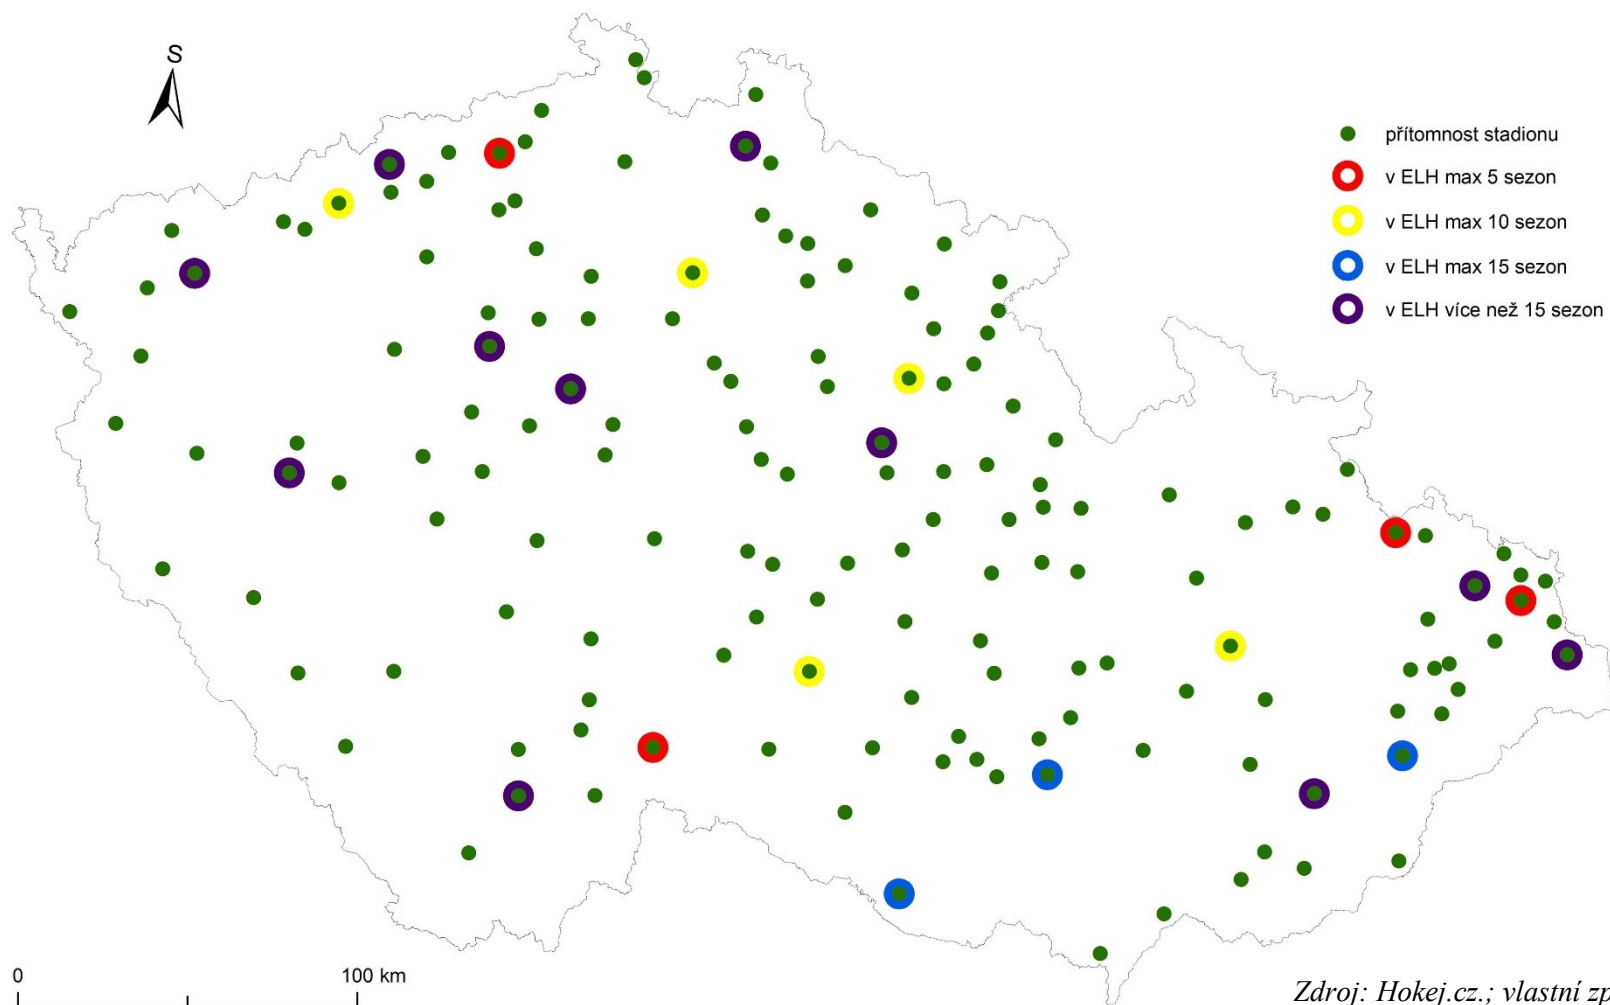 S
přítomnost stadionu
v ELH max 5 sezon
v ELH max 10 sezon
v ELH max 15 sezon
v ELH více než 15 sezon
0 100 km
Zdroj: Hokej.cz.; vlastní zp